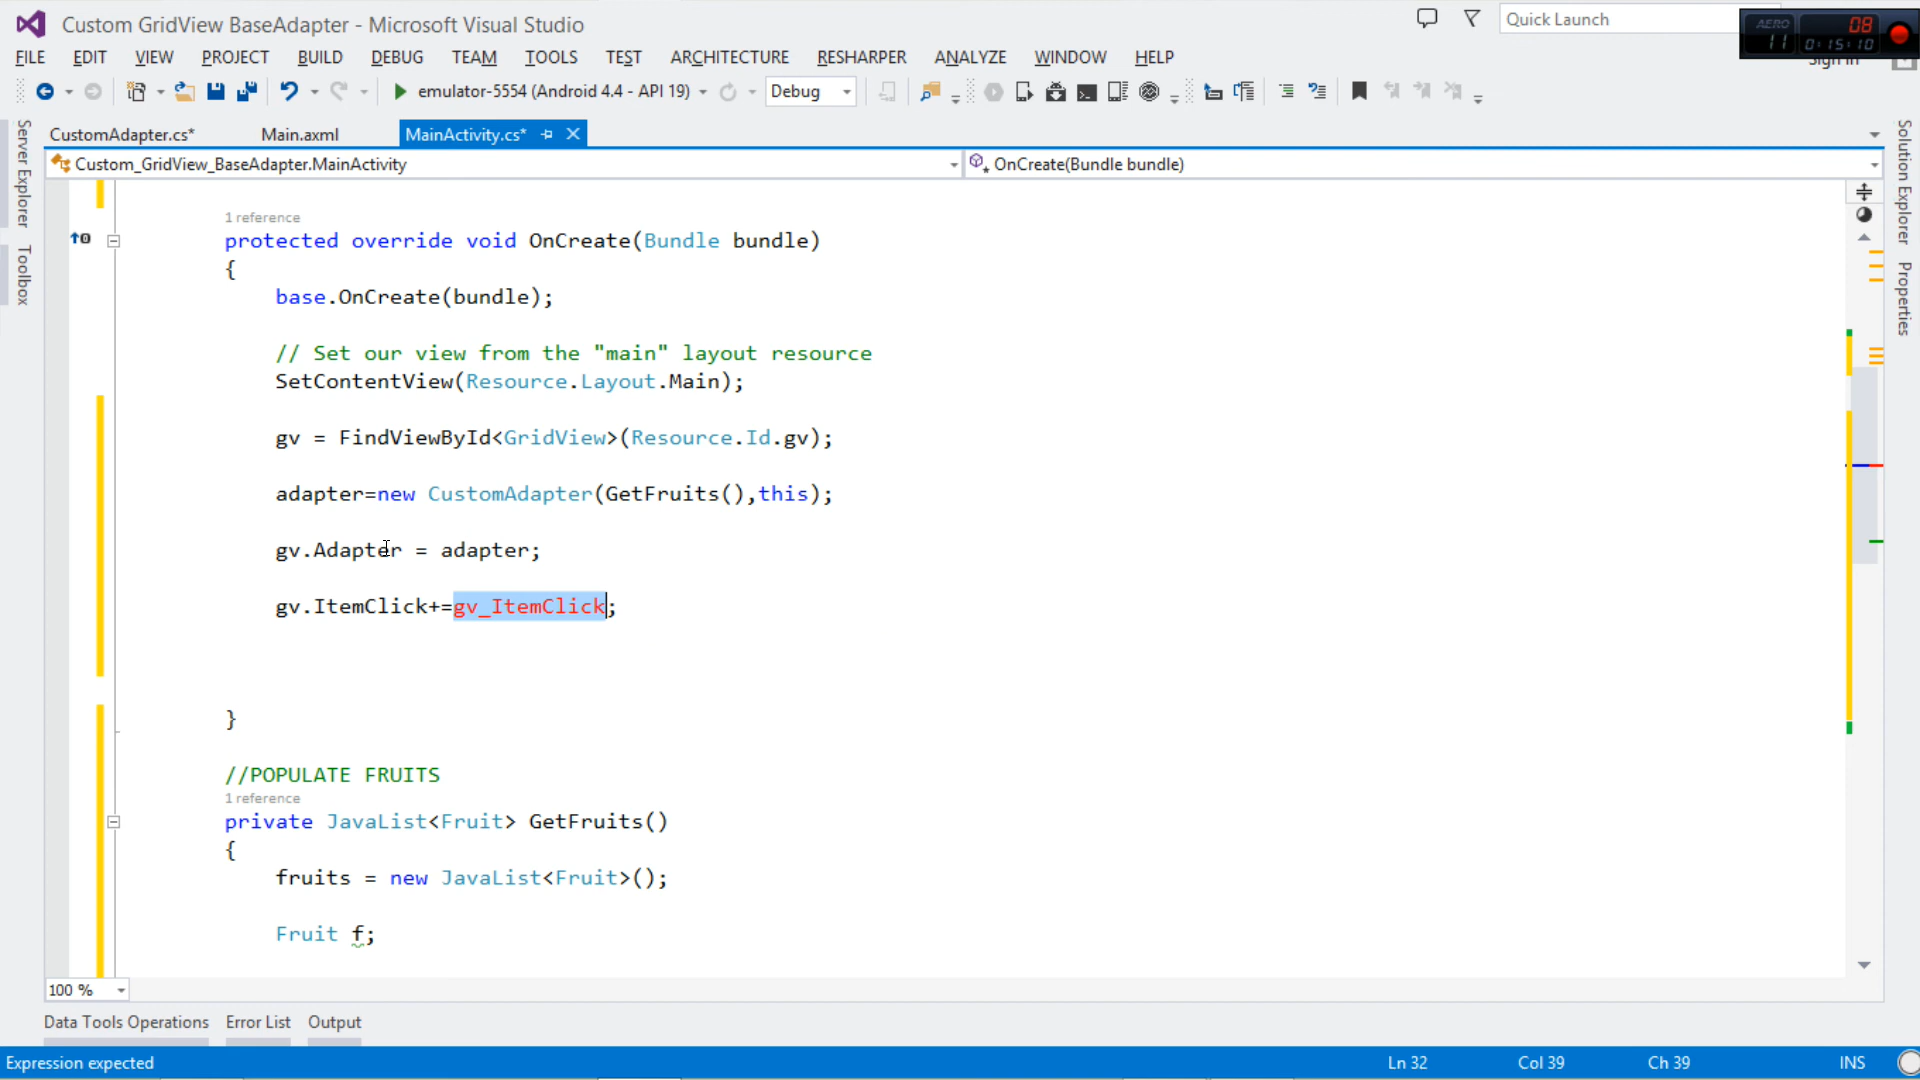 Custom GridView BaseAdapter - Microsoft Visual Studio
Quick Launch
AERO 08
11 0:15:10
FILE EDIT VIEW PROJECT BUILD DEBUG TEAM TOOLS TEST ARCHITECTURE RESHARPER ANALYZE WINDOW HELP
Sign in
emulator-5554 (Android 4.4 - API 19) Debug
CustomAdapter.cs* Main.axml MainActivity.cs*
Custom_GridView_BaseAdapter.MainActivity OnCreate(Bundle bundle)
Server Explorer
Toolbox
Solution Explorer
Properties
1 reference
protected override void OnCreate(Bundle bundle)
{
base.OnCreate(bundle);
// Set our view from the "main" layout resource
SetContentView(Resource.Layout.Main);
gv = FindViewById<GridView>(Resource.Id.gv);
adapter=new CustomAdapter(GetFruits(),this);
gv.Adapter = adapter;
gv.ItemClick+=gv_ItemClick;
}
//POPULATE FRUITS
1 reference
private JavaList<Fruit> GetFruits()
{
fruits = new JavaList<Fruit>();
Fruit f;
100 %
Data Tools Operations Error List Output
Expression expected Ln 32 Col 39 Ch 39 INS